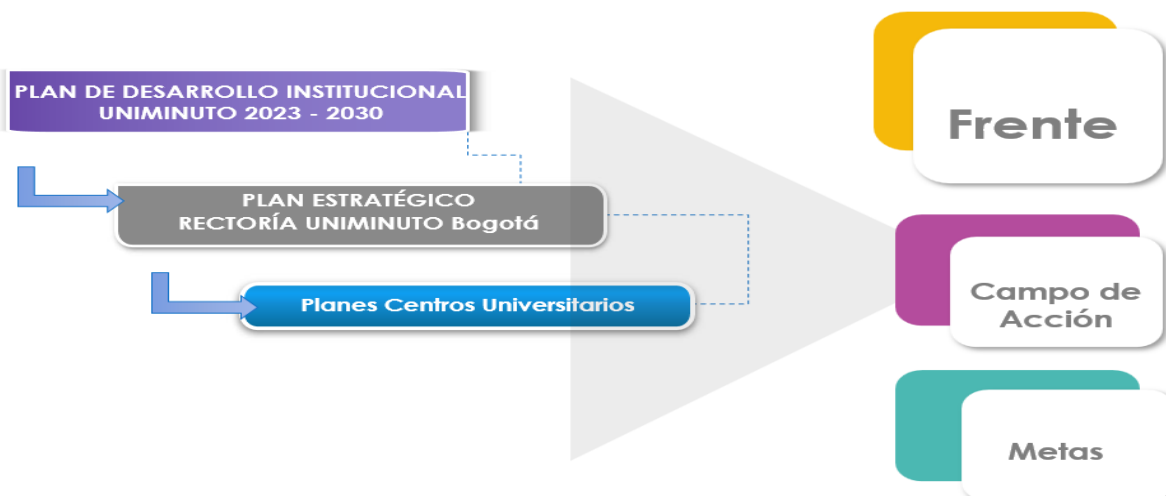 PLAN DE DESARROLLO INSTITUCIONAL
UNIMINUTO 2023 - 2030
PLAN ESTRATÉGICO
RECTORÍA UNIMINUTO Bogotá
Planes Centros Universitarios
Frente
Campo de
Acción
Metas